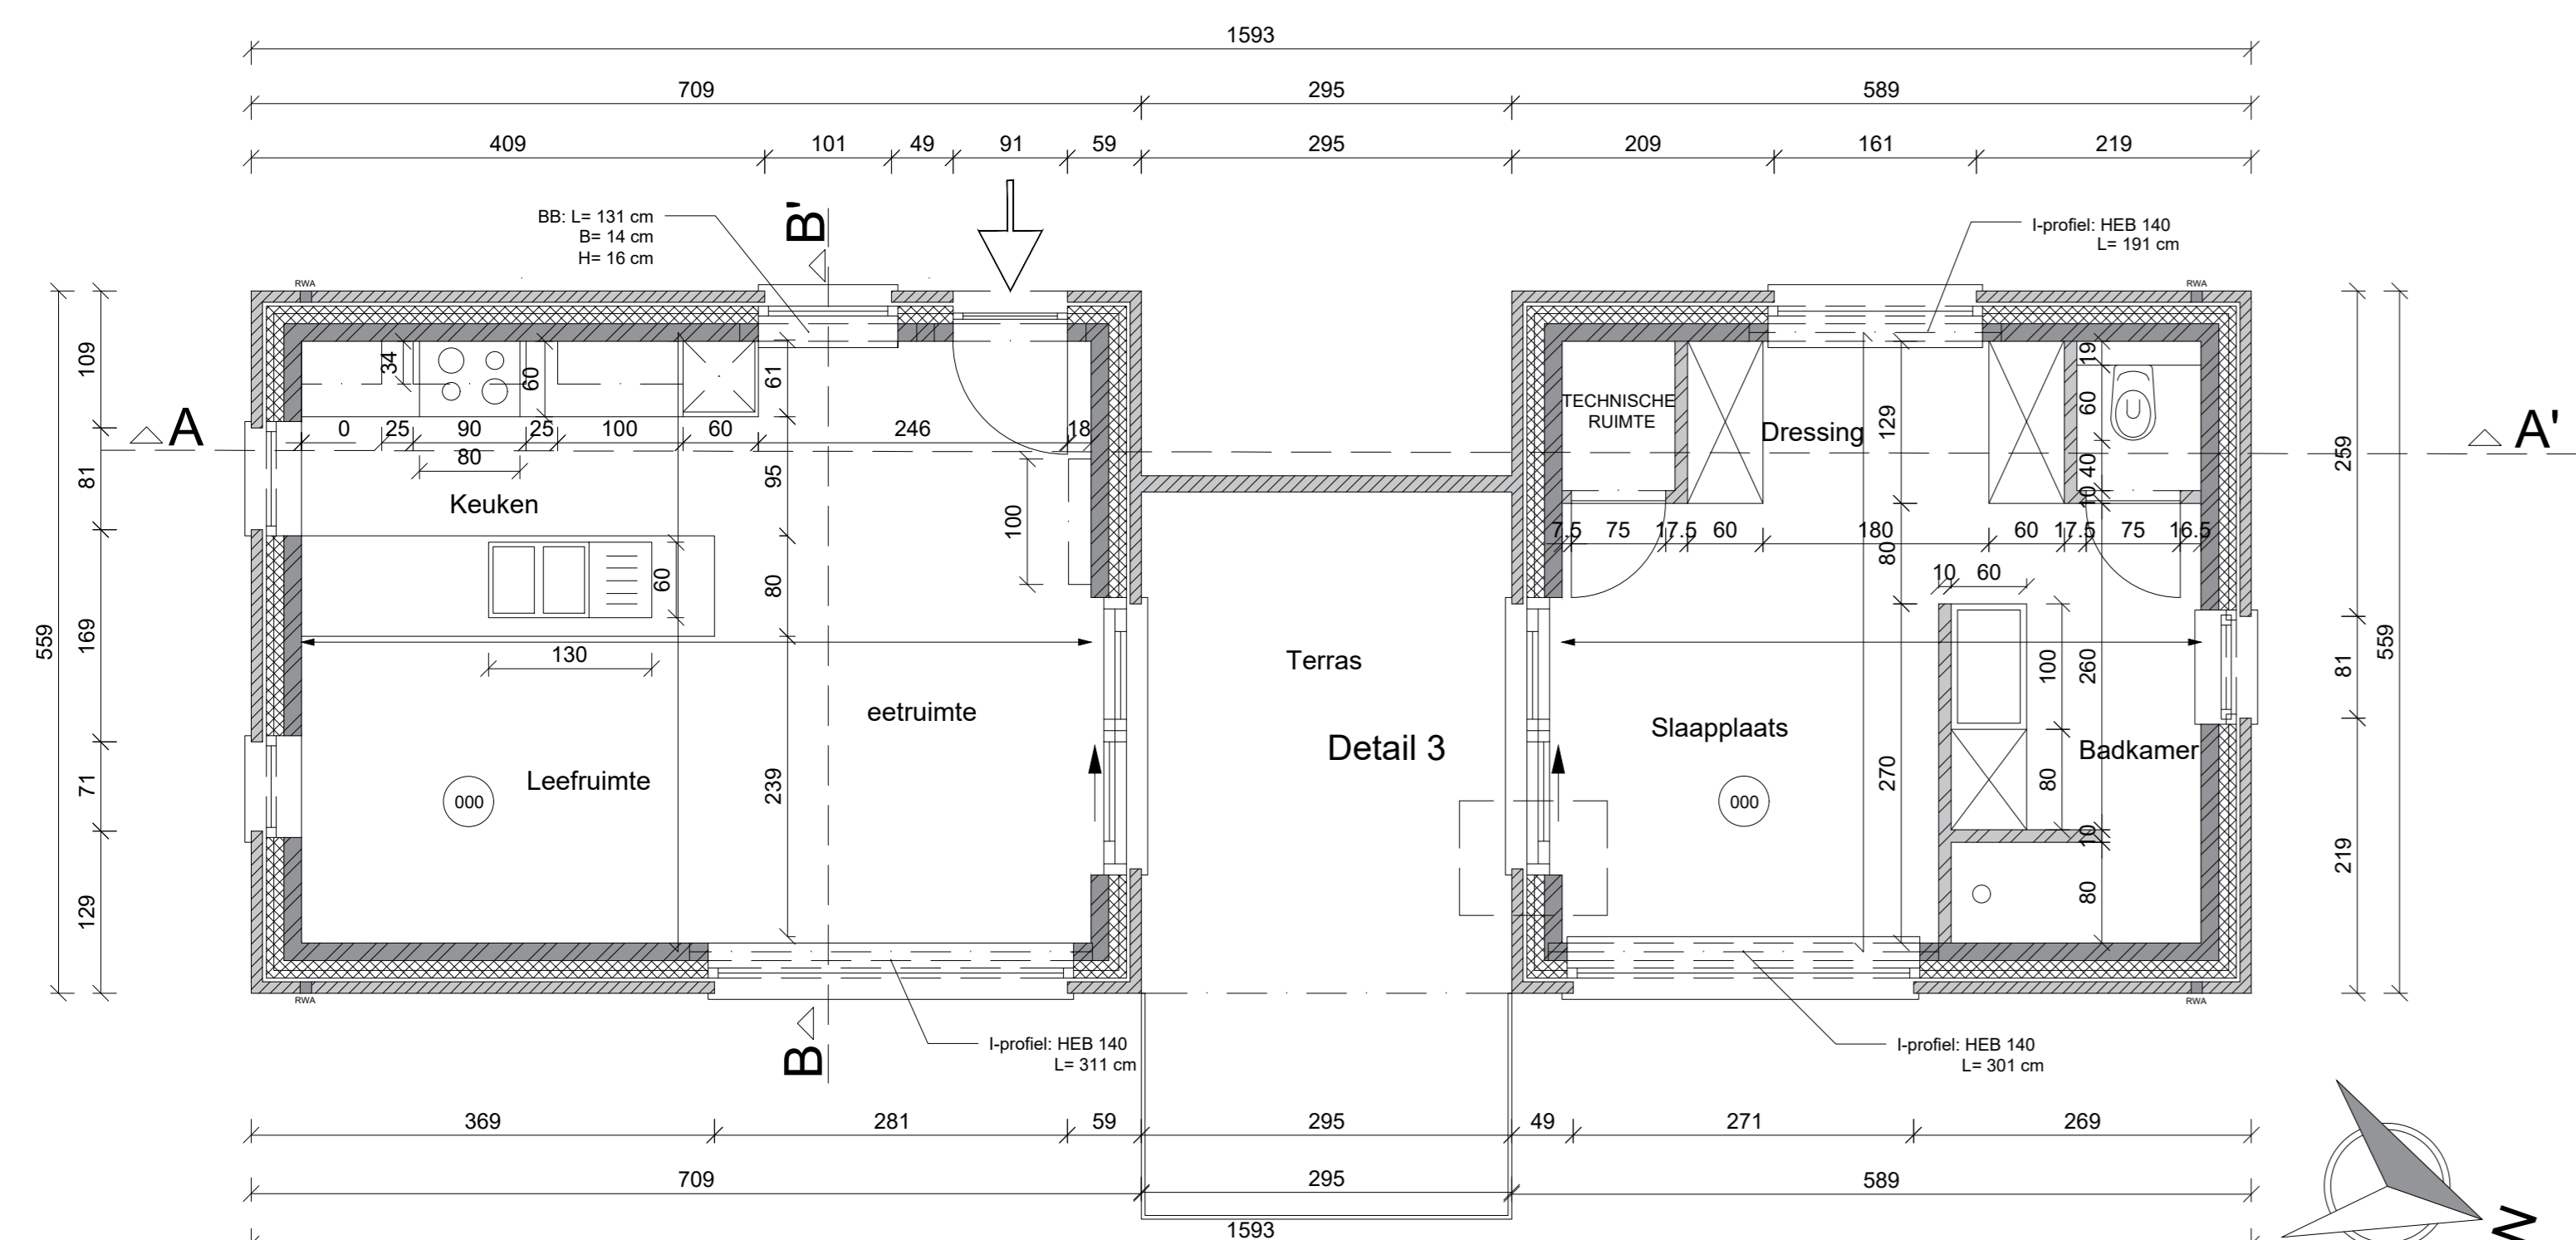 1593
709 295 589
409 101 49 91 59 295 209 161 219
BB: L= 131 cm
B= 14 cm
H= 16 cm
B'
I-profiel: HEB 140
L= 191 cm
RWA
RWA
559
109
81
169
71
129
A
A'
34
60
61
0 25 90 25 100 60 246 18
80
95
Keuken
100
60
80
130
eetruimte
Leefruimte
000
239
TECHNISCHE
RUIMTE
Dressing
129
19
60
40
10
7.5 75 17.5 60 180 60 17.5 75 16.5
80
10 60
Terras
Detail 3
Slaapplaats
000
270
100
260
80
Badkamer
10
80
259
81
219
559
RWA
RWA
B
I-profiel: HEB 140
L= 311 cm
I-profiel: HEB 140
L= 301 cm
369 281 59 295 49 271 269
709 295 589
1593
N